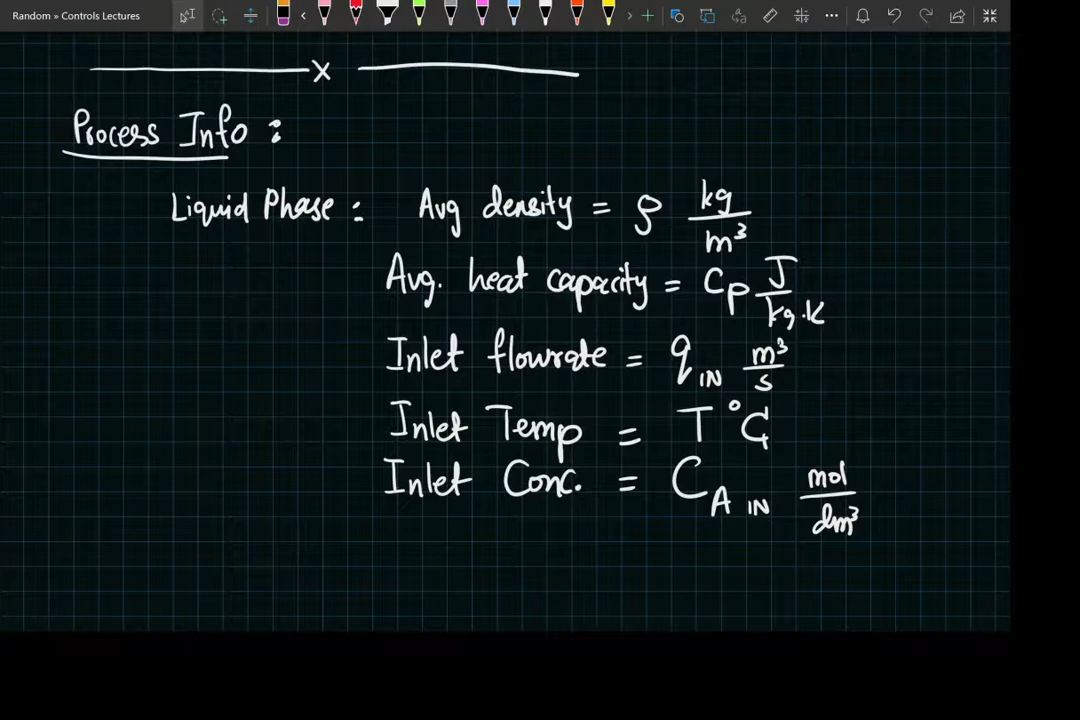 Random » Controls Lectures
Process Info :
Liquid Phase : Avg density = ρ kg/m³
Avg. heat capacity = Cp J/kg.K
Inlet flowrate = q IN m³/s
Inlet Temp = T °C
Inlet Conc. = C A IN mol/dm³